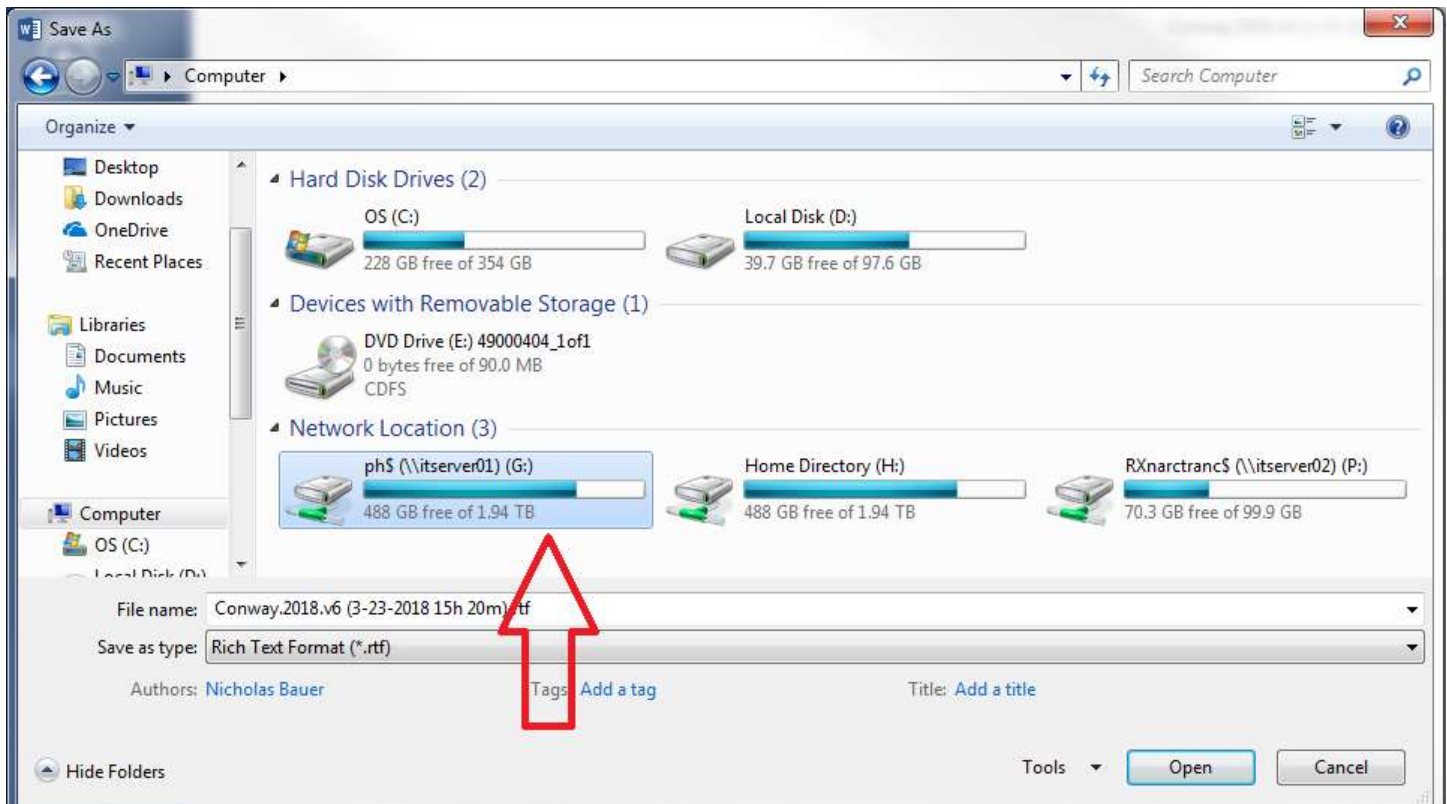 Save As
Computer
Search Computer
Organize
Desktop
Downloads
OneDrive
Recent Places
Libraries
Documents
Music
Pictures
Videos
Computer
OS (C:)
Local Disk (D:)
Hard Disk Drives (2)
OS (C:)
228 GB free of 354 GB
Local Disk (D:)
39.7 GB free of 97.6 GB
Devices with Removable Storage (1)
DVD Drive (E:) 49000404_1of1
0 bytes free of 90.0 MB
CDFS
Network Location (3)
ph$ (\\itserver01) (G:)
488 GB free of 1.94 TB
Home Directory (H:)
488 GB free of 1.94 TB
RXnarctranc$ (\\itserver02) (P:)
70.3 GB free of 99.9 GB
File name: Conway.2018.v6 (3-23-2018 15h 20m).rtf
Save as type: Rich Text Format (*.rtf)
Authors: Nicholas Bauer Tags: Add a tag Title: Add a title
Hide Folders Tools Open Cancel